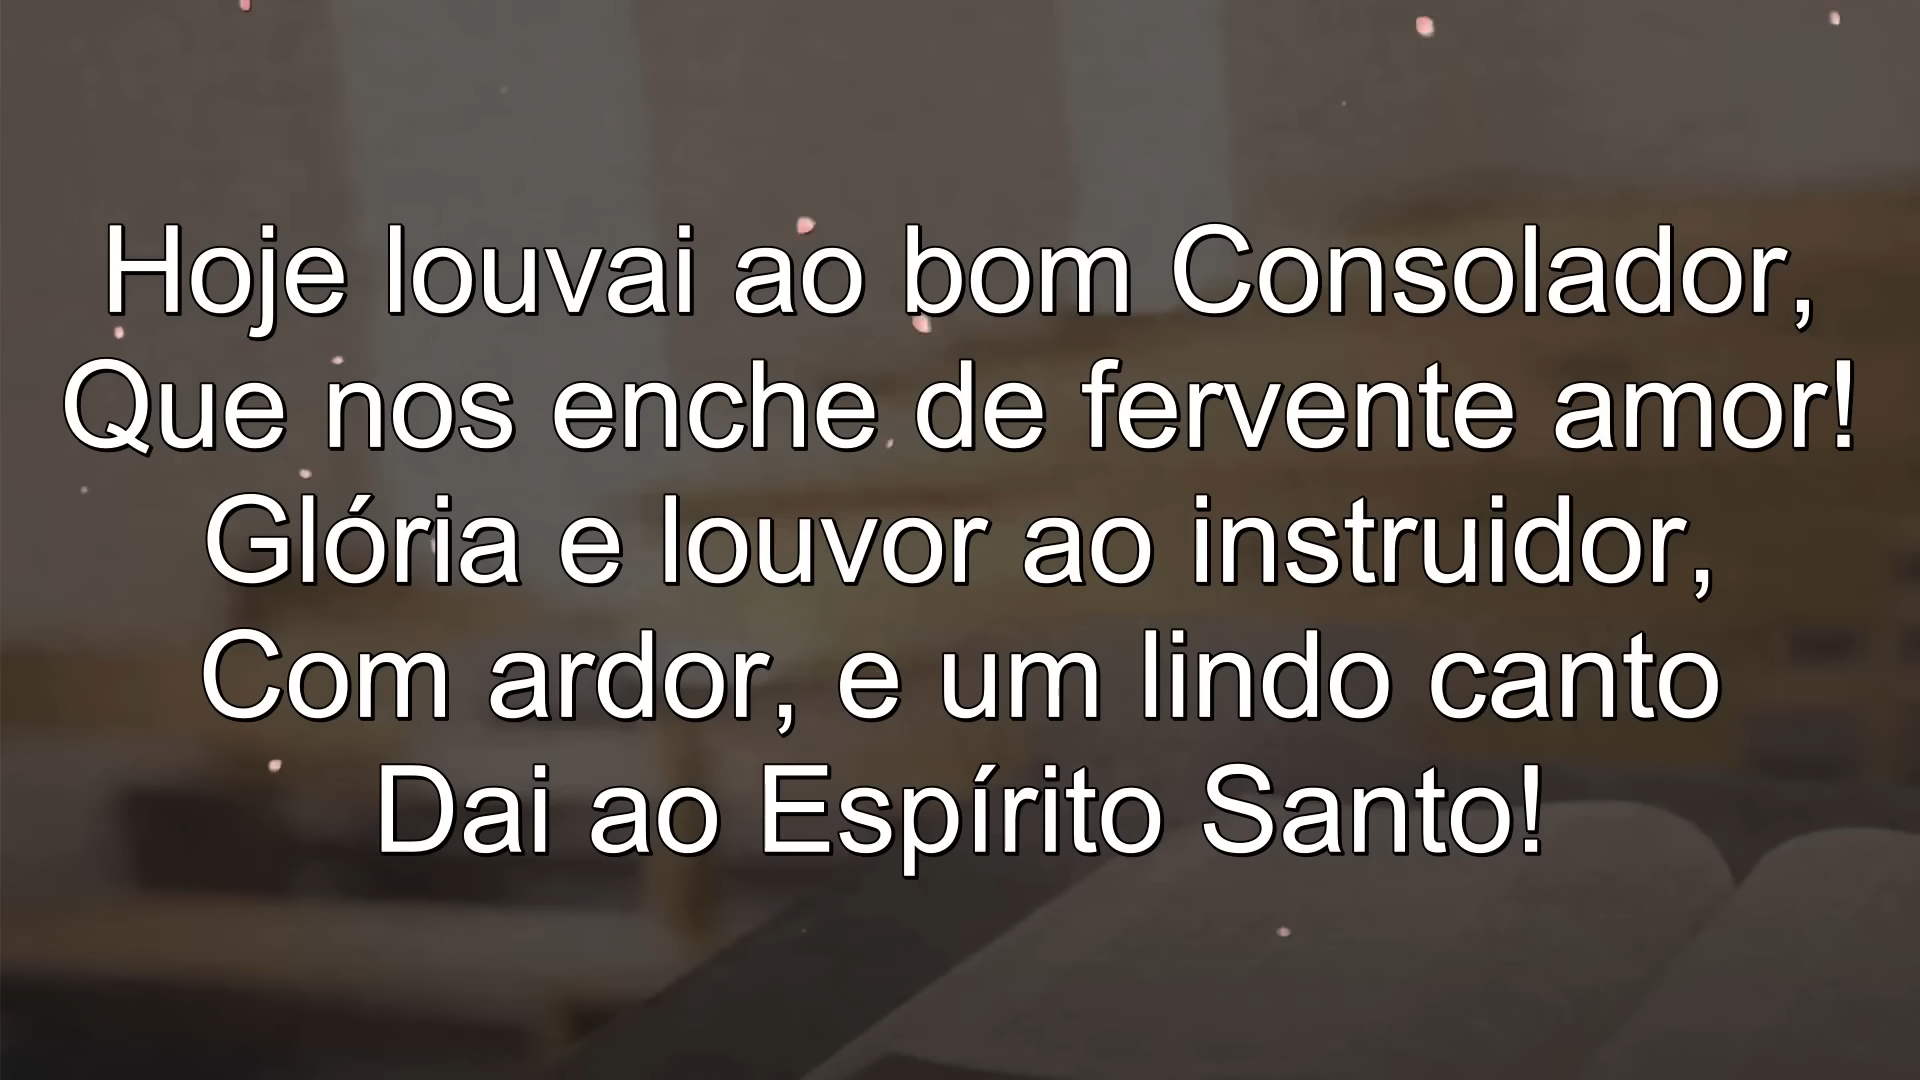 Hoje louvai ao bom Consolador,
Que nos enche de fervente amor!
Glória e louvor ao instruidor,
Com ardor, e um lindo canto
Dai ao Espírito Santo!